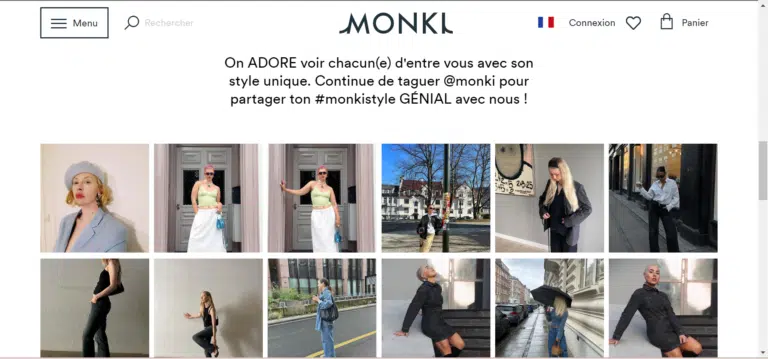 Menu
Rechercher
MONKI
Connexion
Panier
On ADORE voir chacun(e) d'entre vous avec son
style unique. Continue de taguer @monki pour
partager ton #monkistyle GÉNIAL avec nous !